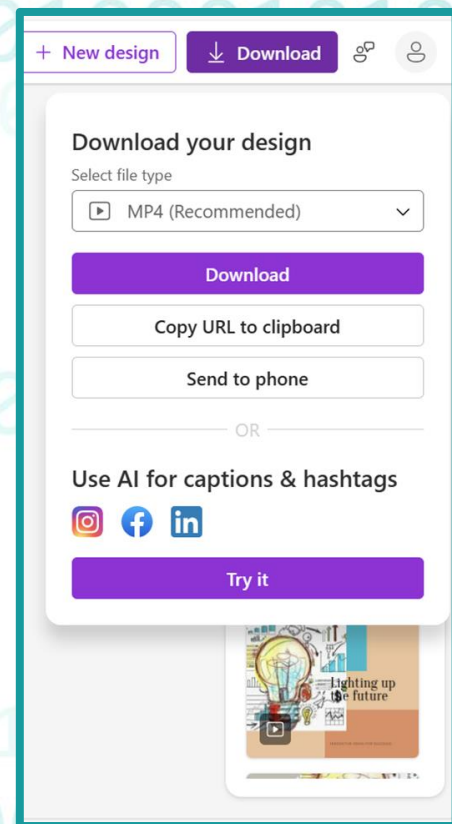 + New design
Download
Download your design
Select file type
MP4 (Recommended)
Download
Copy URL to clipboard
Send to phone
OR
Use AI for captions & hashtags
in
Try it
Lighting up
the future